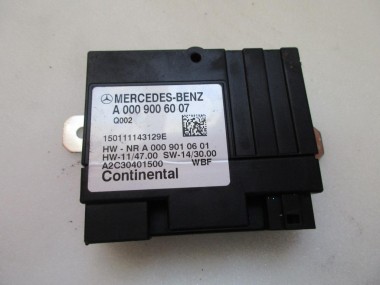 MERCEDES-BENZ
A 000 900 60 07
Q002
150111143129E
HW - NR A 000 901 06 01
HW-11/47.00 SW-14/30.00
A2C30401500 WBF
Continental